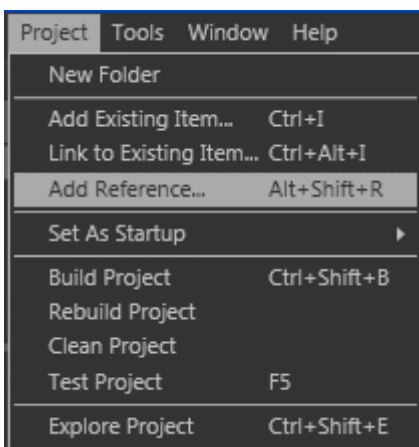 Project Tools Window Help
New Folder
Add Existing Item... Ctrl+I
Link to Existing Item... Ctrl+Alt+I
Add Reference... Alt+Shift+R
Set As Startup
Build Project Ctrl+Shift+B
Rebuild Project
Clean Project
Test Project F5
Explore Project Ctrl+Shift+E